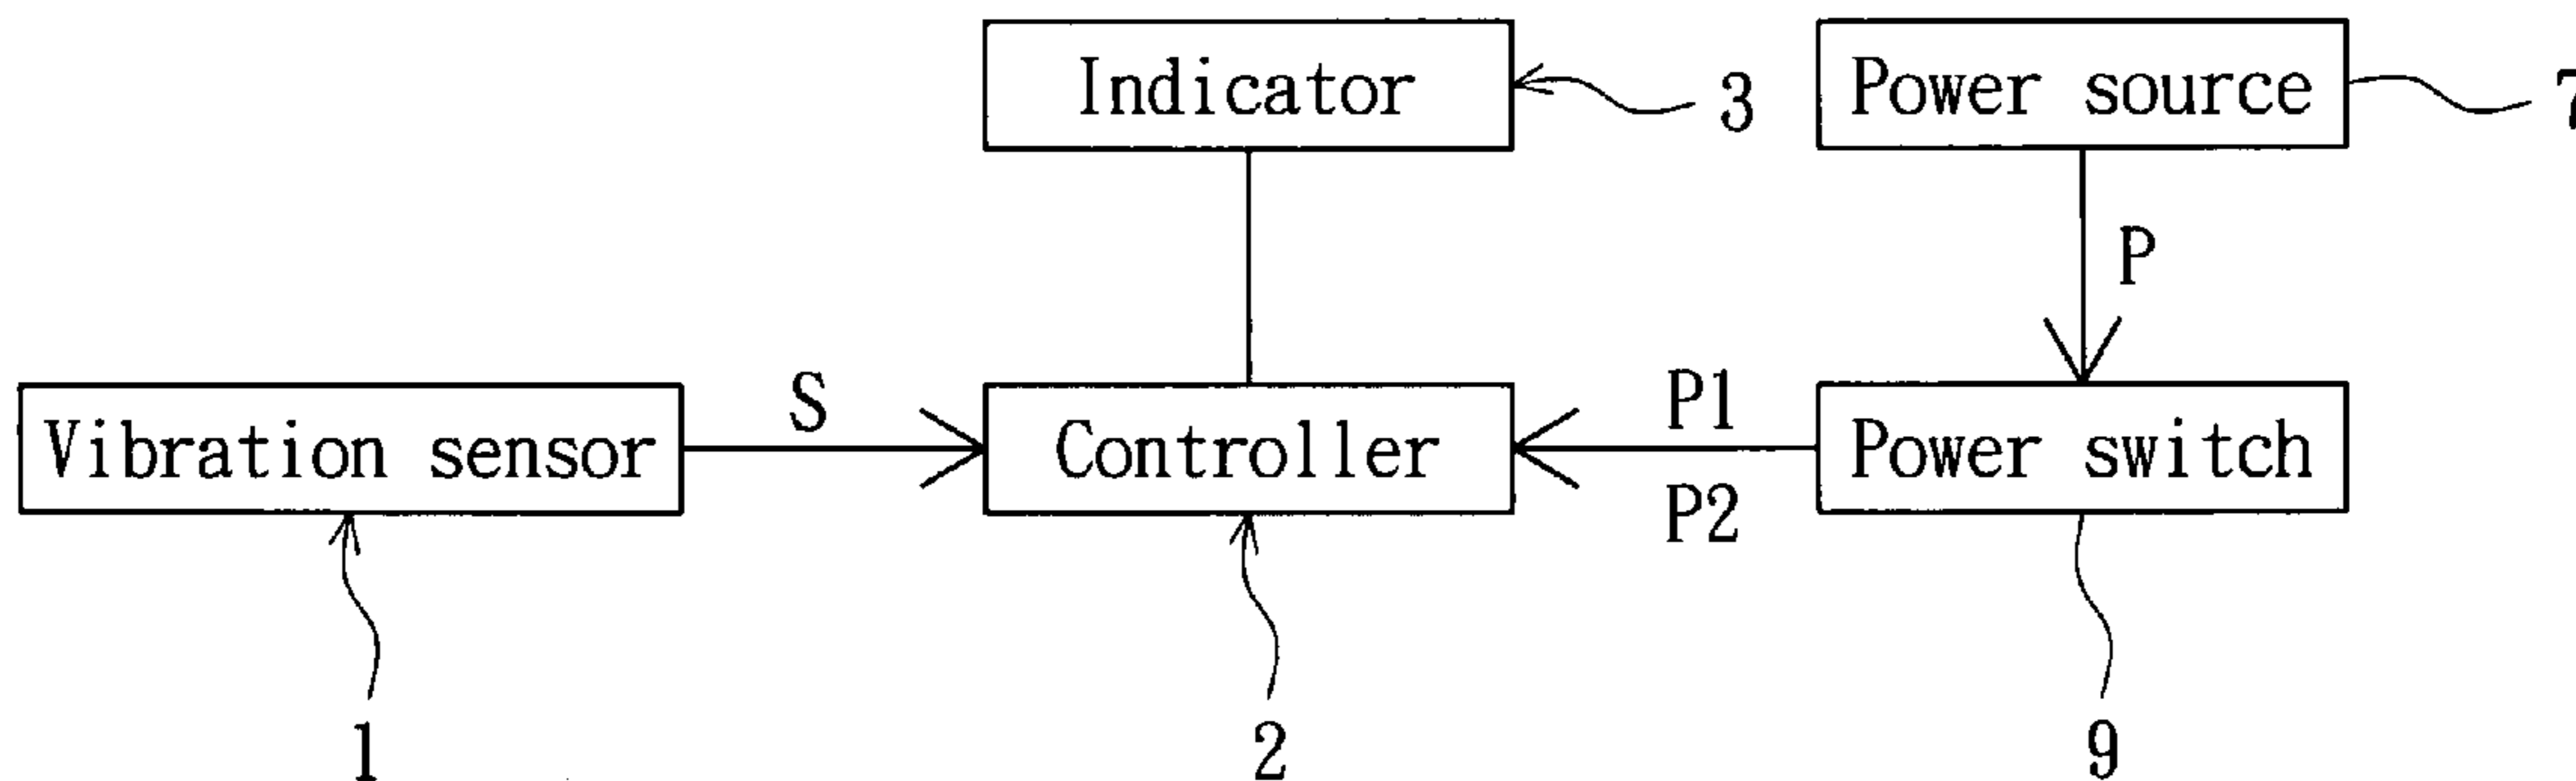 Indicator
3
Power source
7
P
Vibration sensor
S
Controller
P1
P2
Power switch
1
2
9